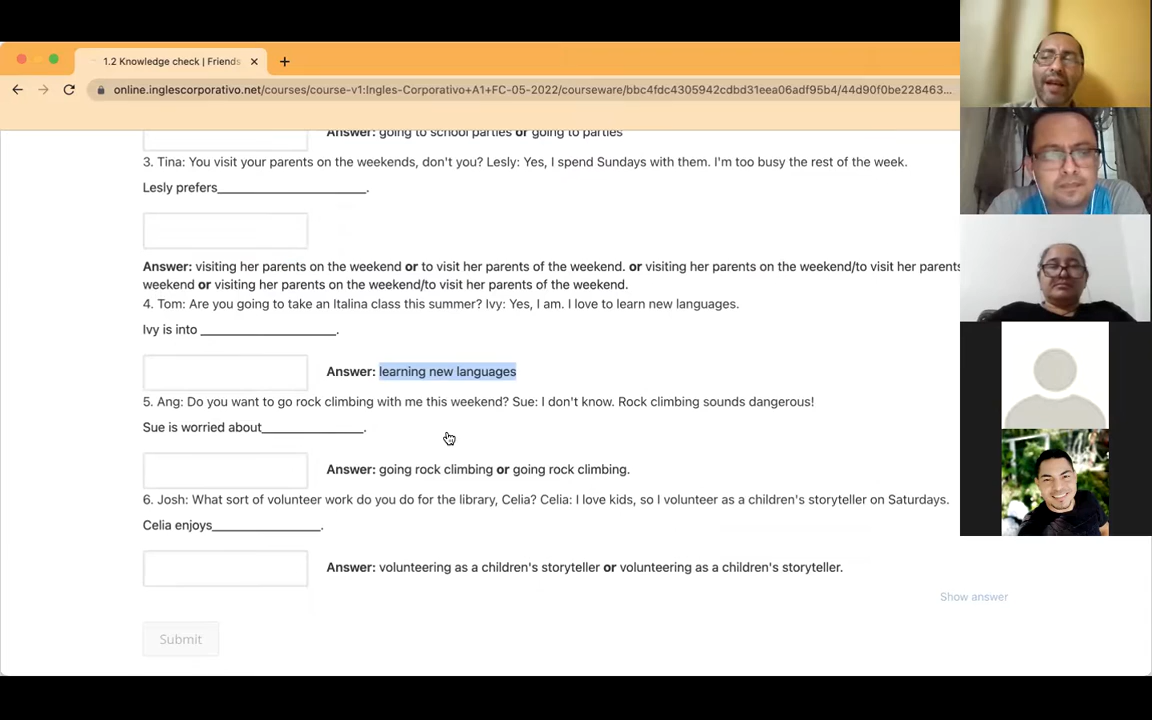 1.2 Knowledge check | Friends
online.inglescorporativo.net/courses/course-v1:Ingles-Corporativo+A1+FC-05-2022/courseware/bbc4fdc4305942cdbd31eea06adf95b4/44d90f0be228463...
Answer: going to school parties or going to parties
3. Tina: You visit your parents on the weekends, don't you? Lesly: Yes, I spend Sundays with them. I'm too busy the rest of the week.
Lesly prefers_____________________.
Answer: visiting her parents on the weekend or to visit her parents of the weekend. or visiting her parents on the weekend/to visit her parents
weekend or visiting her parents on the weekend/to visit her parents of the weekend.
4. Tom: Are you going to take an Italina class this summer? Ivy: Yes, I am. I love to learn new languages.
Ivy is into ___________________.
Answer: learning new languages
5. Ang: Do you want to go rock climbing with me this weekend? Sue: I don't know. Rock climbing sounds dangerous!
Sue is worried about______________.
Answer: going rock climbing or going rock climbing.
6. Josh: What sort of volunteer work do you do for the library, Celia? Celia: I love kids, so I volunteer as a children's storyteller on Saturdays.
Celia enjoys_______________.
Answer: volunteering as a children's storyteller or volunteering as a children's storyteller.
Show answer
Submit